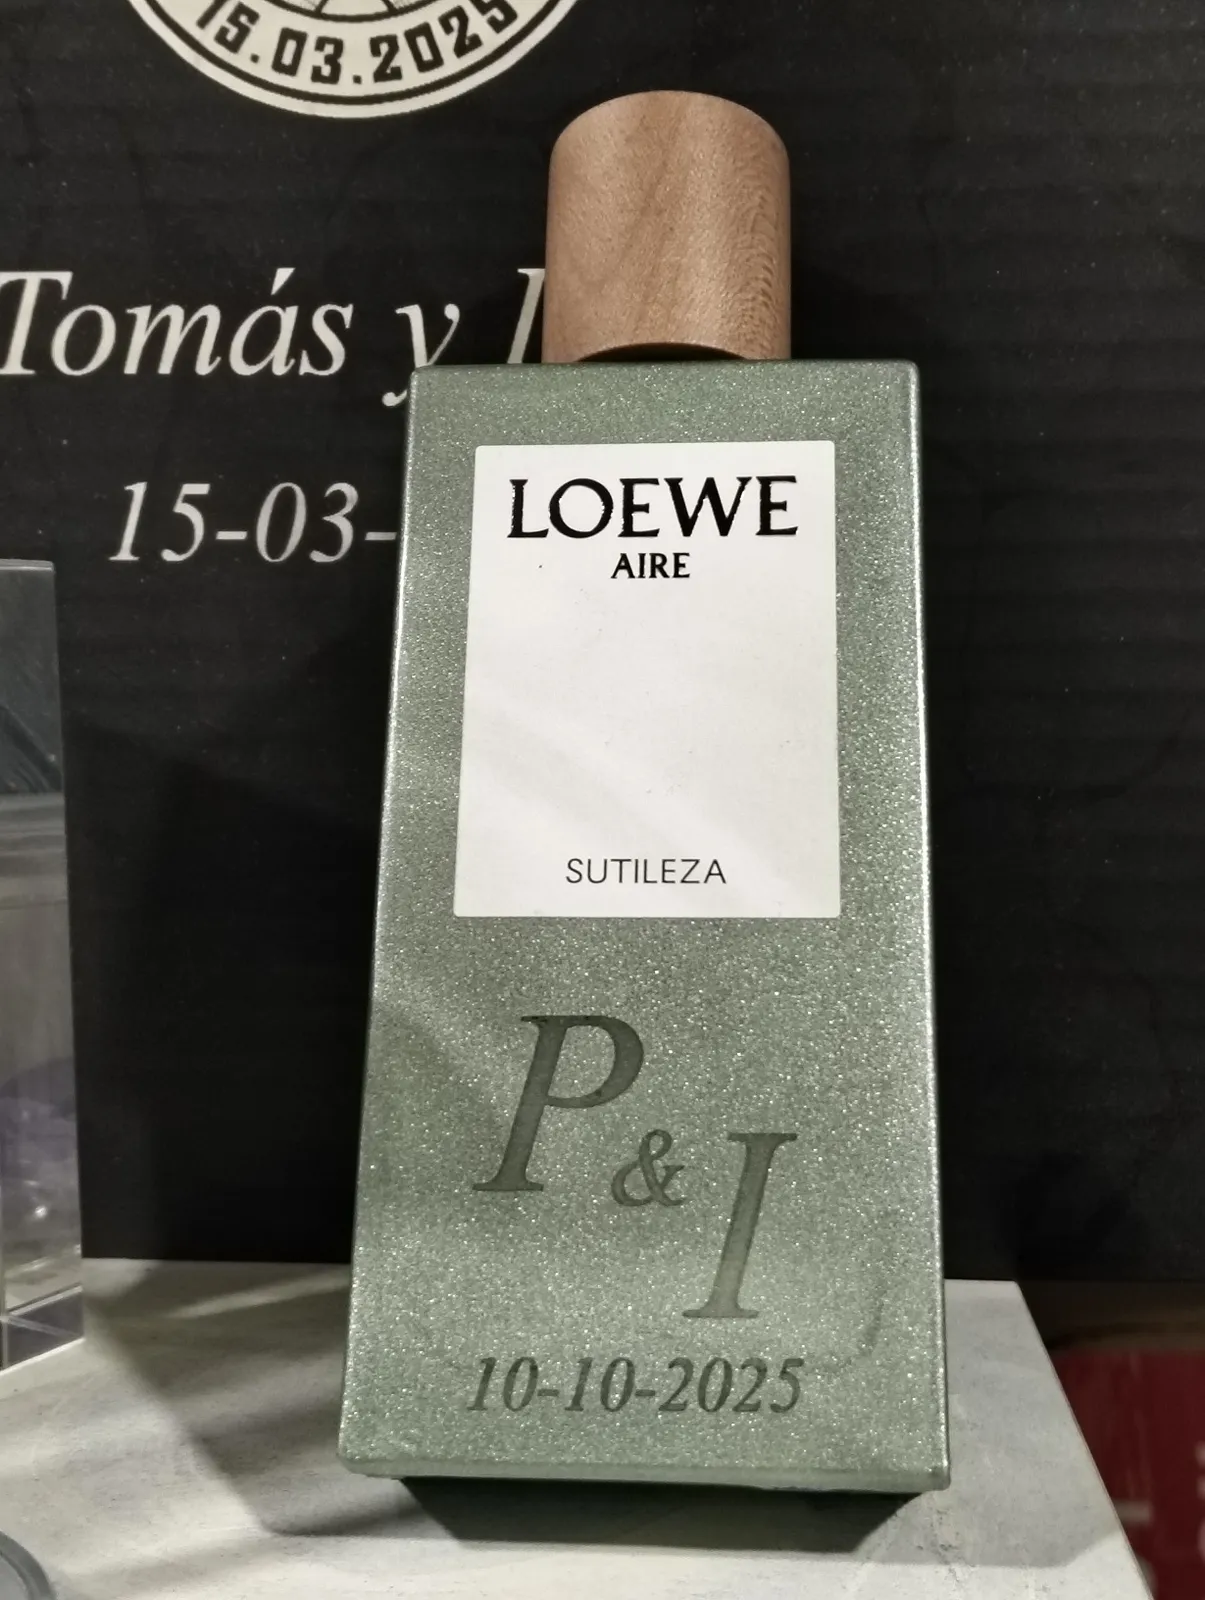 15.03.2025
Tomás y
15-03-
LOEWE
AIRE
SUTILEZA
P & I
10-10-2025